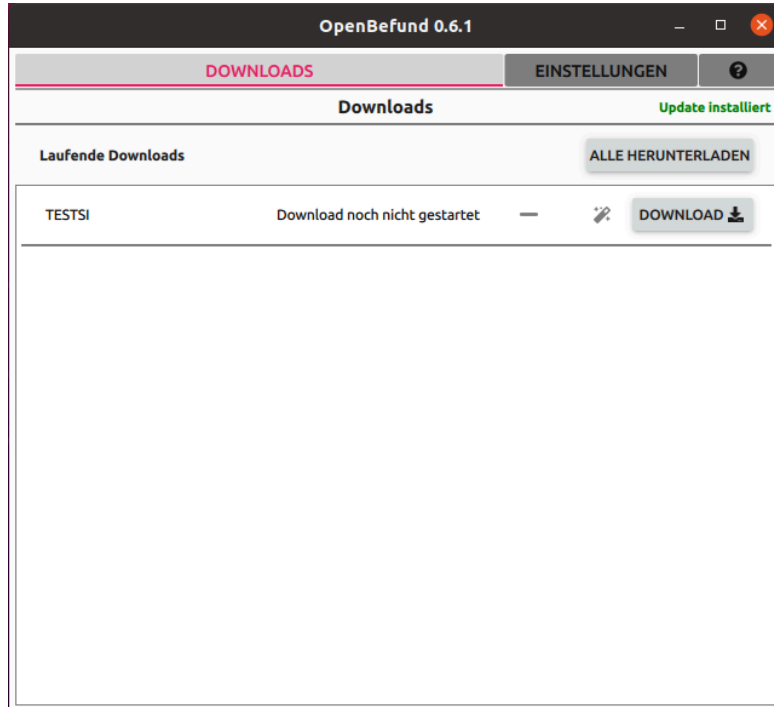 OpenBefund 0.6.1
DOWNLOADS EINSTELLUNGEN ?
Downloads Update installiert
Laufende Downloads ALLE HERUNTERLADEN
TESTSI Download noch nicht gestartet DOWNLOAD